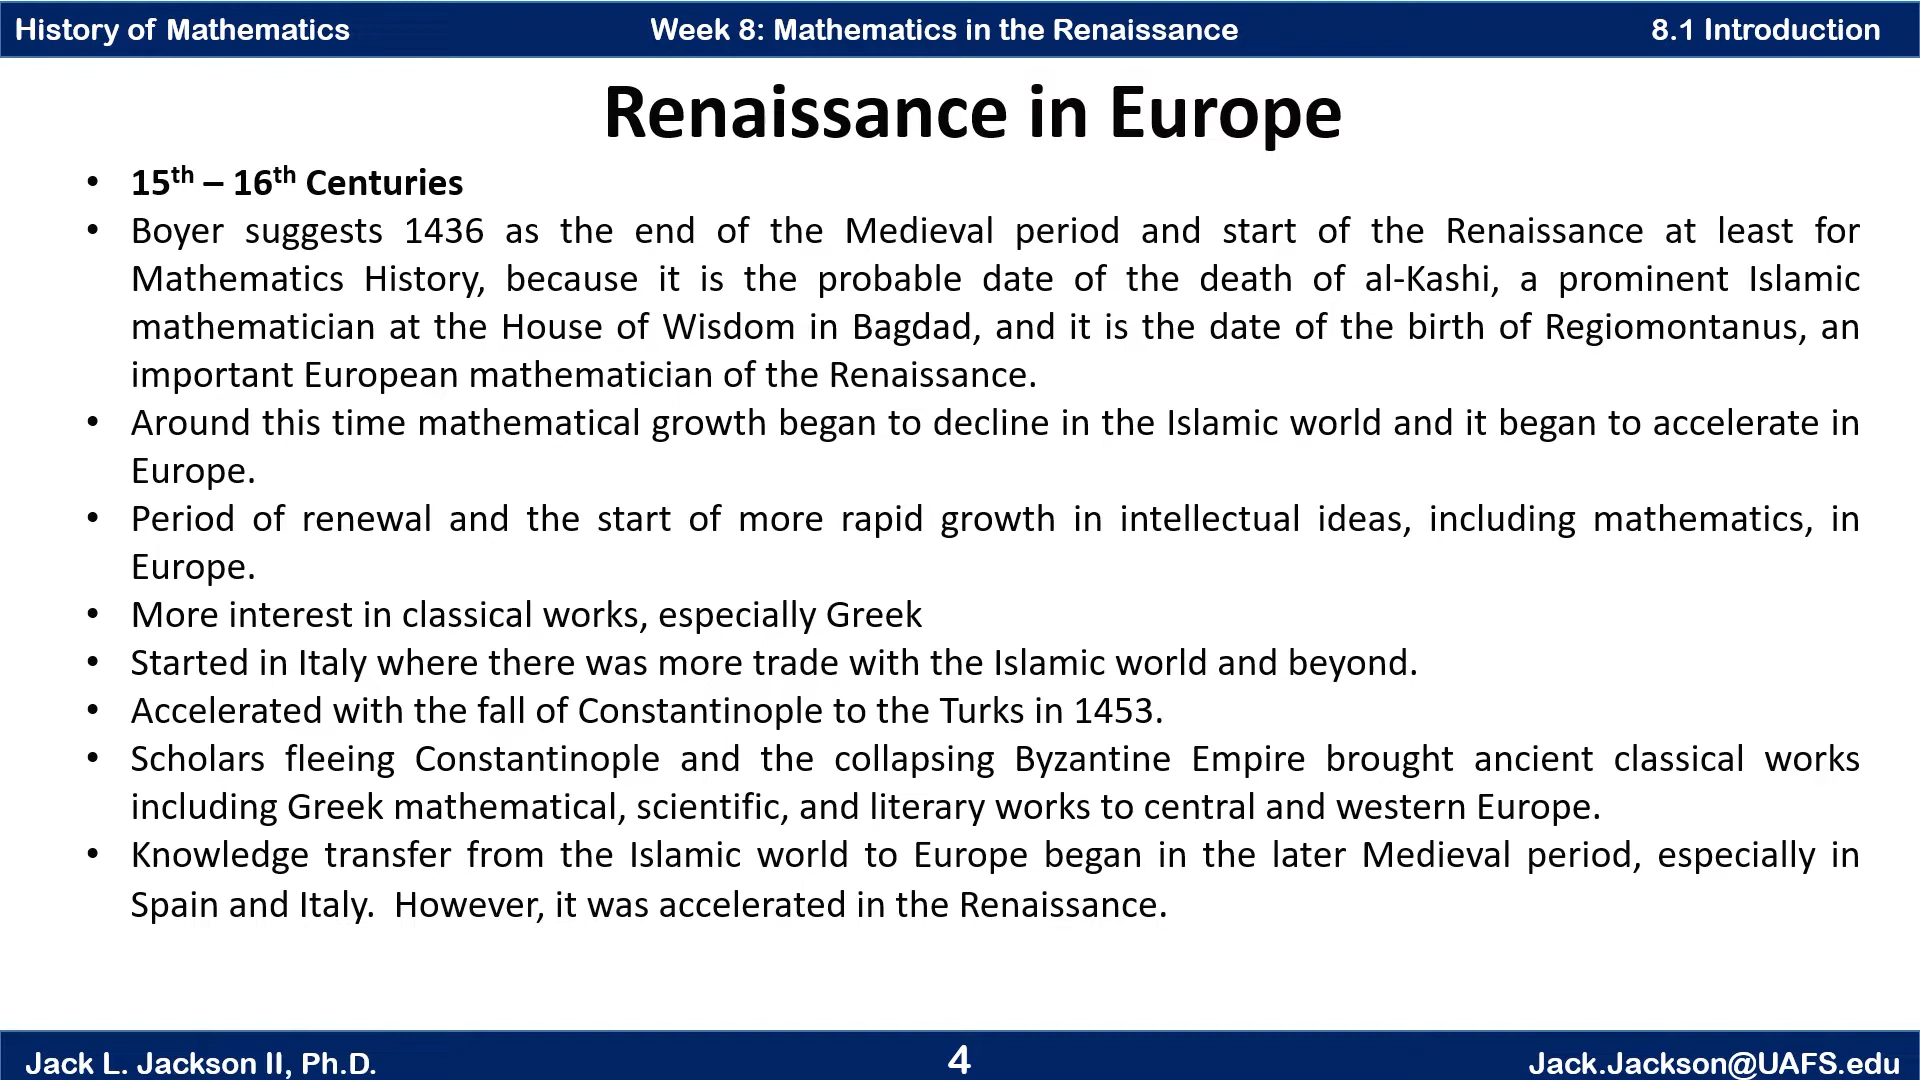 History of Mathematics
Week 8: Mathematics in the Renaissance
8.1 Introduction
Renaissance in Europe
• 15th – 16th Centuries
• Boyer suggests 1436 as the end of the Medieval period and start of the Renaissance at least for
Mathematics History, because it is the probable date of the death of al-Kashi, a prominent Islamic
mathematician at the House of Wisdom in Bagdad, and it is the date of the birth of Regiomontanus, an
important European mathematician of the Renaissance.
• Around this time mathematical growth began to decline in the Islamic world and it began to accelerate in
Europe.
• Period of renewal and the start of more rapid growth in intellectual ideas, including mathematics, in
Europe.
• More interest in classical works, especially Greek
• Started in Italy where there was more trade with the Islamic world and beyond.
• Accelerated with the fall of Constantinople to the Turks in 1453.
• Scholars fleeing Constantinople and the collapsing Byzantine Empire brought ancient classical works
including Greek mathematical, scientific, and literary works to central and western Europe.
• Knowledge transfer from the Islamic world to Europe began in the later Medieval period, especially in
Spain and Italy.  However, it was accelerated in the Renaissance.
Jack L. Jackson II, Ph.D.
4
Jack.Jackson@UAFS.edu